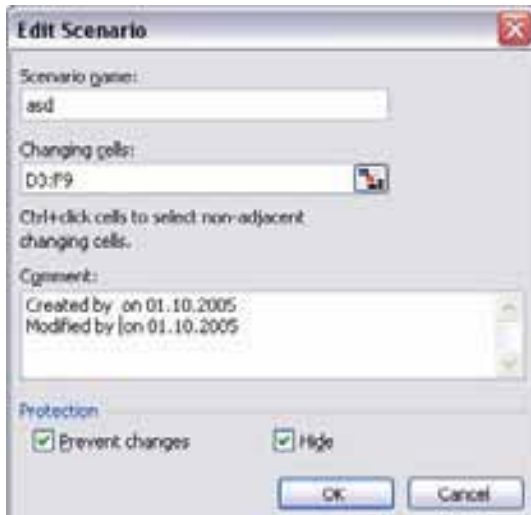 Edit Scenario
Scenario name:
asd
Changing cells:
D3:F9
Ctrl+click cells to select non-adjacent
changing cells.
Comment:
Created by on 01.10.2005
Modified by on 01.10.2005
Protection
Prevent changes Hide
OK Cancel